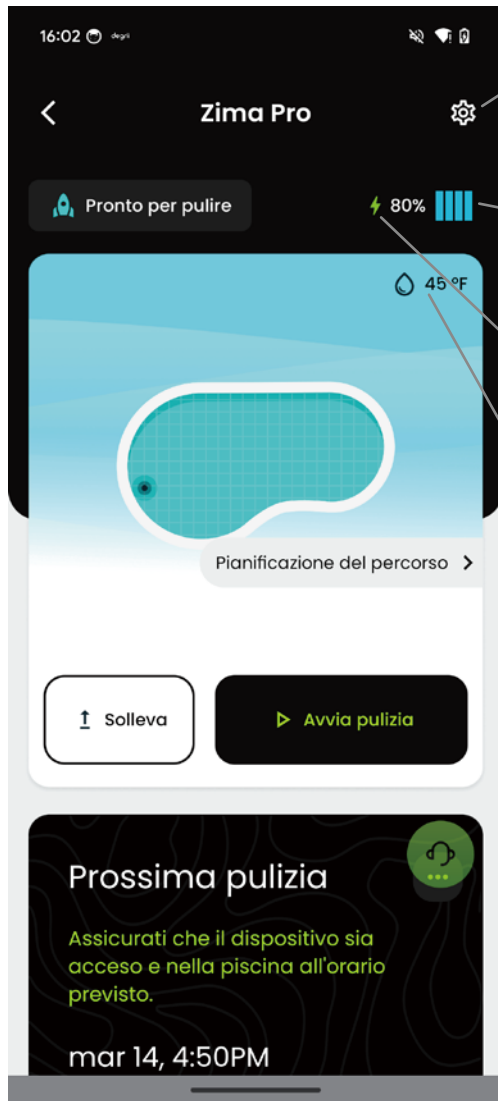 16:02 degrii
Zima Pro
Pronto per pulire
80%
45 °F
Pianificazione del percorso
Solleva
Avvia pulizia
Prossima pulizia
Assicurati che il dispositivo sia
acceso e nella piscina all'orario
previsto.
mar 14, 4:50PM